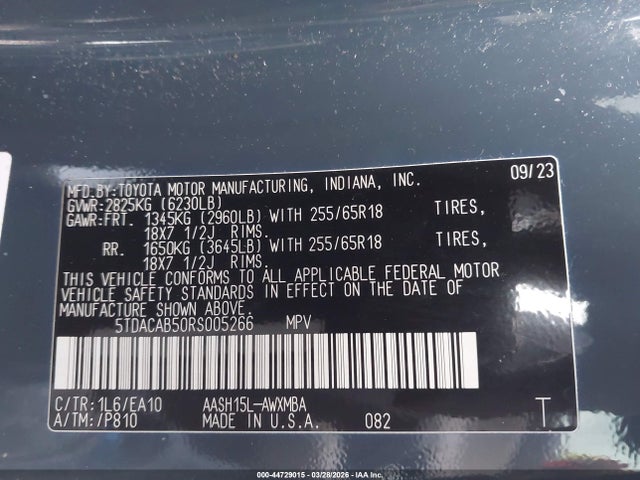 MFD.BY:TOYOTA MOTOR MANUFACTURING, INDIANA, INC. 09/23
GVWR:2825KG (6230LB)
GAWR:FRT. 1345KG (2960LB) WITH 255/65R18 TIRES,
18X7 1/2J RIMS.
RR. 1650KG (3645LB) WITH 255/65R18 TIRES,
18X7 1/2J RIMS.
THIS VEHICLE CONFORMS TO ALL APPLICABLE FEDERAL MOTOR
VEHICLE SAFETY STANDARDS IN EFFECT ON THE DATE OF
MANUFACTURE SHOWN ABOVE.
5TDACAB50RS005266 MPV
C/TR:1L6/EA10 AASH15L-AWXMBA
A/TM:/P810 MADE IN U.S.A. 082 T
000-44729015 | 03/28/2026 | IAA Inc.